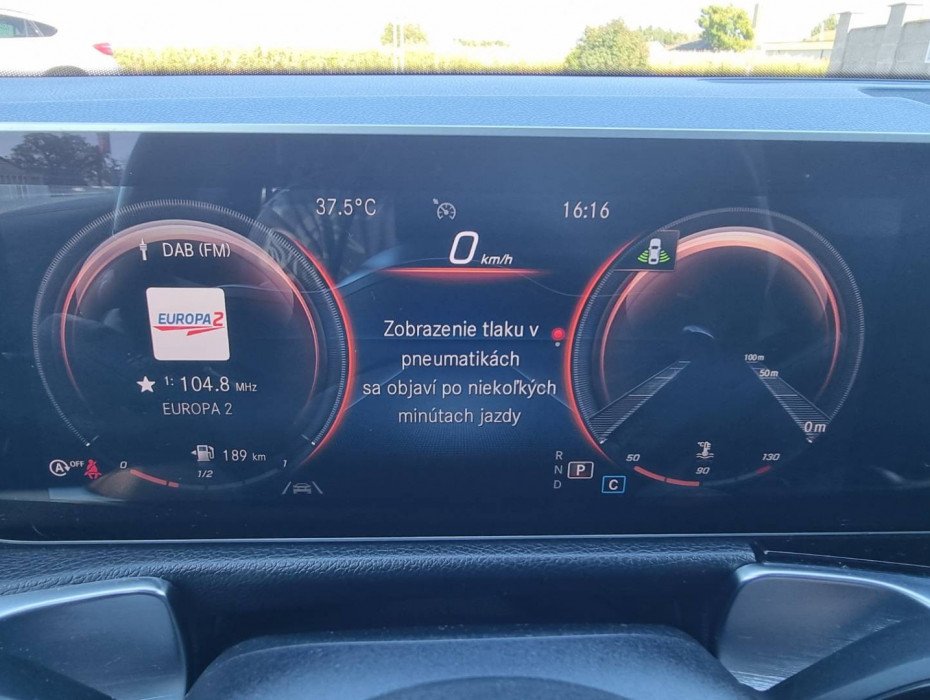 37.5°C
16:16
DAB (FM)
0 km/h
EUROPA 2
Zobrazenie tlaku v
pneumatikách
sa objaví po niekoľkých
minútach jazdy
1: 104.8 MHz
EUROPA 2
100m
50m
0m
189 km
A OFF
0
1/2
1
R
N P
D
C
50
90
130